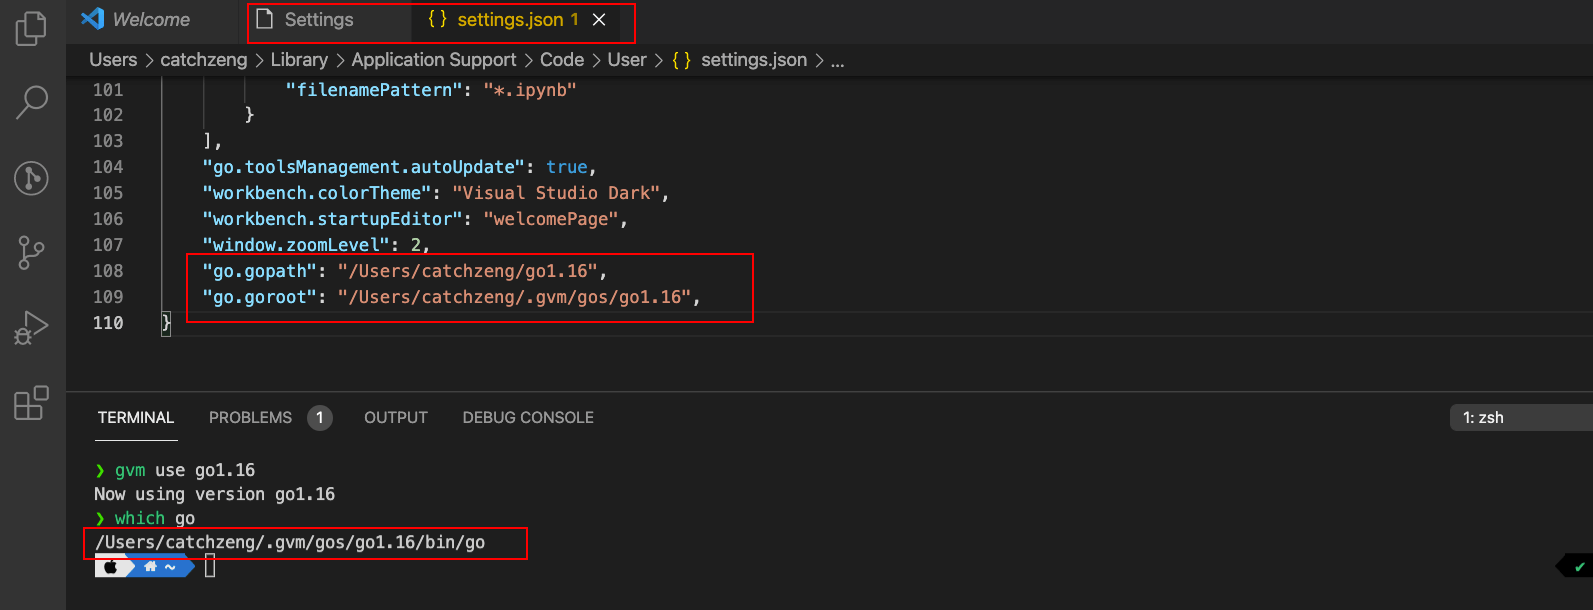 Welcome
Settings
{ } settings.json 1
Users > catchzeng > Library > Application Support > Code > User > { } settings.json > ...
101 "filenamePattern": "*.ipynb"
102 }
103 ],
104 "go.toolsManagement.autoUpdate": true,
105 "workbench.colorTheme": "Visual Studio Dark",
106 "workbench.startupEditor": "welcomePage",
107 "window.zoomLevel": 2,
108 "go.gopath": "/Users/catchzeng/go1.16",
109 "go.goroot": "/Users/catchzeng/.gvm/gos/go1.16",
110 }
TERMINAL PROBLEMS 1 OUTPUT DEBUG CONSOLE
1: zsh
❯ gvm use go1.16
Now using version go1.16
❯ which go
/Users/catchzeng/.gvm/gos/go1.16/bin/go
~